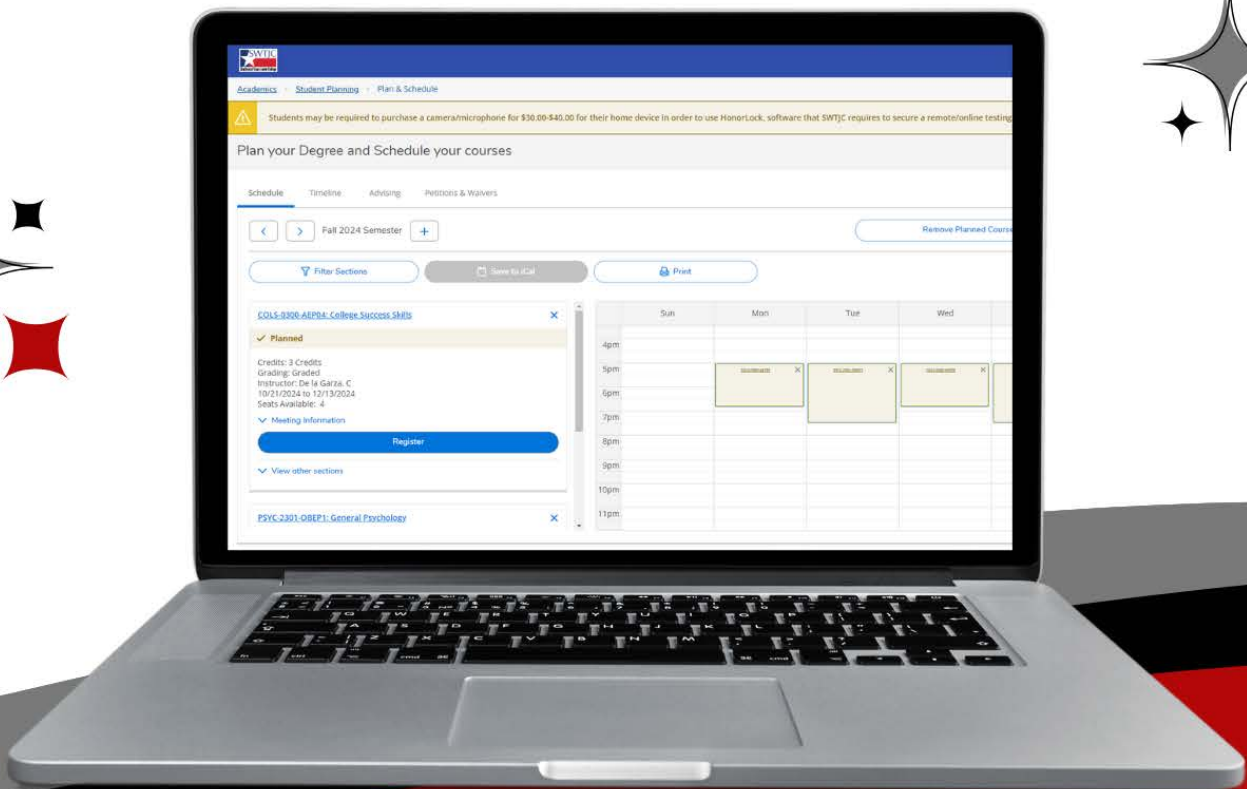 SWTJC
Academics Student Planning Plan & Schedule
Students may be required to purchase a camera/microphone for $30.00-$40.00 for their home device in order to use HonorLock, software that SWTJC requires to secure a remote/online testing
Plan your Degree and Schedule your courses
Schedule Timeline Advising Petitions & Waivers
< > Fall 2024 Semester + Remove Planned Cours
Filter Sections Save to iCal Print
COLS-0300-AEP04: College Success Skills
Sun Mon Tue Wed
Planned
Credits: 3 Credits
Grading: Graded
Instructor: De la Garza, C
10/21/2024 to 12/13/2024
Seats Available: 4
Meeting Information
Register
View other sections
PSYC-2301-OBEP1: General Psychology
4pm
5pm
6pm
7pm
8pm
9pm
10pm
11pm